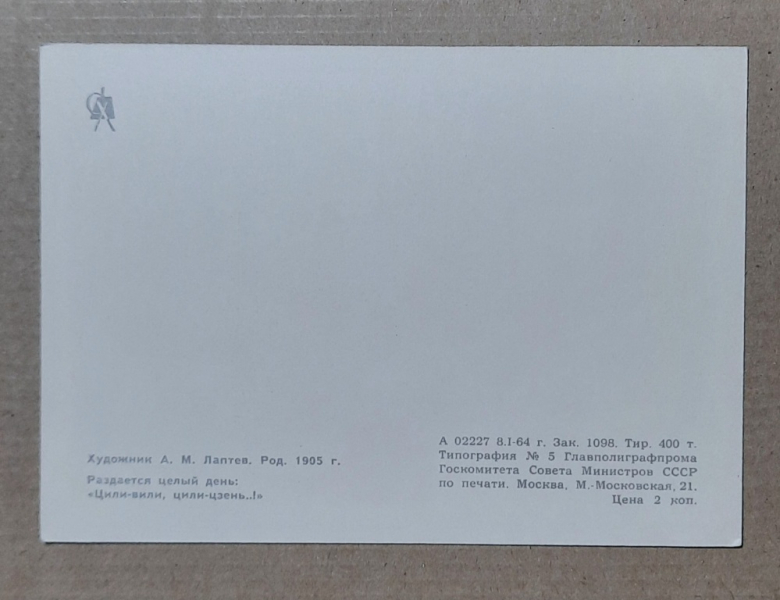 Художник А. М. Лаптев. Род. 1905 г.
Раздается целый день:
«Цили-вили, цили-цзень..!»
А 02227 8.I-64 г. Зак. 1098. Тир. 400 т.
Типография № 5 Главполиграфпрома
Госкомитета Совета Министров СССР
по печати. Москва, М.-Московская, 21.
Цена 2 коп.